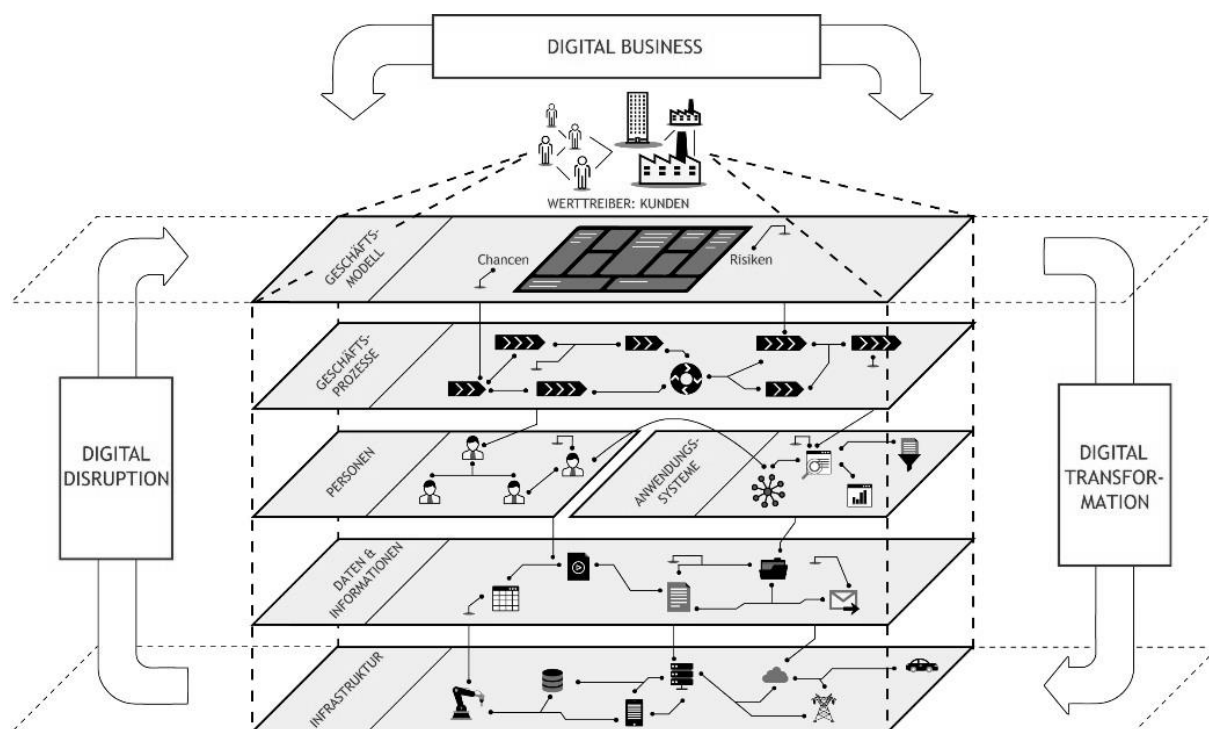 DIGITAL BUSINESS
WERTTREIBER: KUNDEN
GESCHÄFTS-
MODELL
Chancen
Risiken
GESCHÄFTS-
PROZESSE
DIGITAL
DISRUPTION
DIGITAL
TRANSFOR-
MATION
PERSONEN
ANWENDUNGS-
SYSTEME
DATEN &
INFORMATIONEN
INFRASTRUKTUR